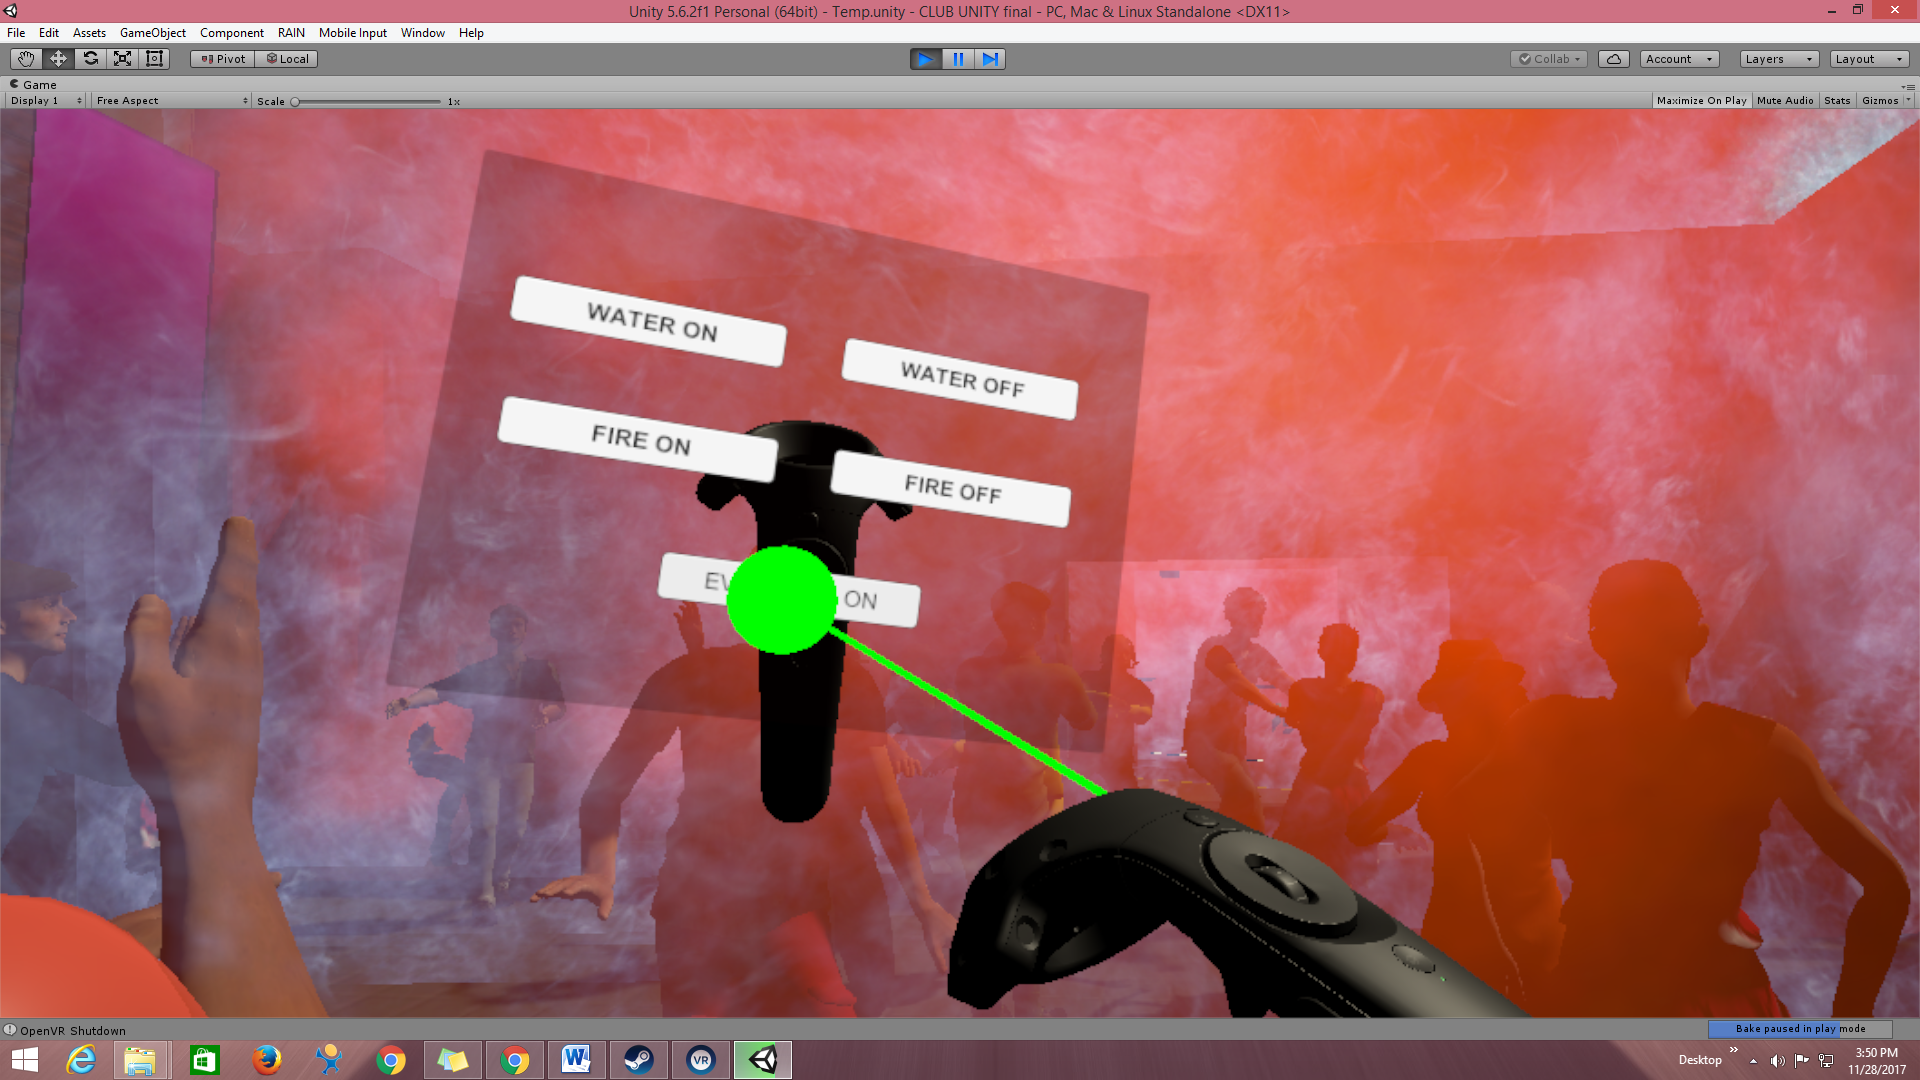 Unity 5.6.2f1 Personal (64bit) - Temp.unity - CLUB UNITY final - PC, Mac & Linux Standalone <DX11>
File Edit Assets GameObject Component RAIN Mobile Input Window Help
Pivot Local Collab Account Layers Layout
Game
Display 1 Free Aspect Scale 1x Maximize On Play Mute Audio Stats Gizmos
WATER ON
WATER OFF
FIRE ON
FIRE OFF
ON
OpenVR Shutdown
Bake paused in play mode
W VR Desktop 3:50 PM
11/28/2017